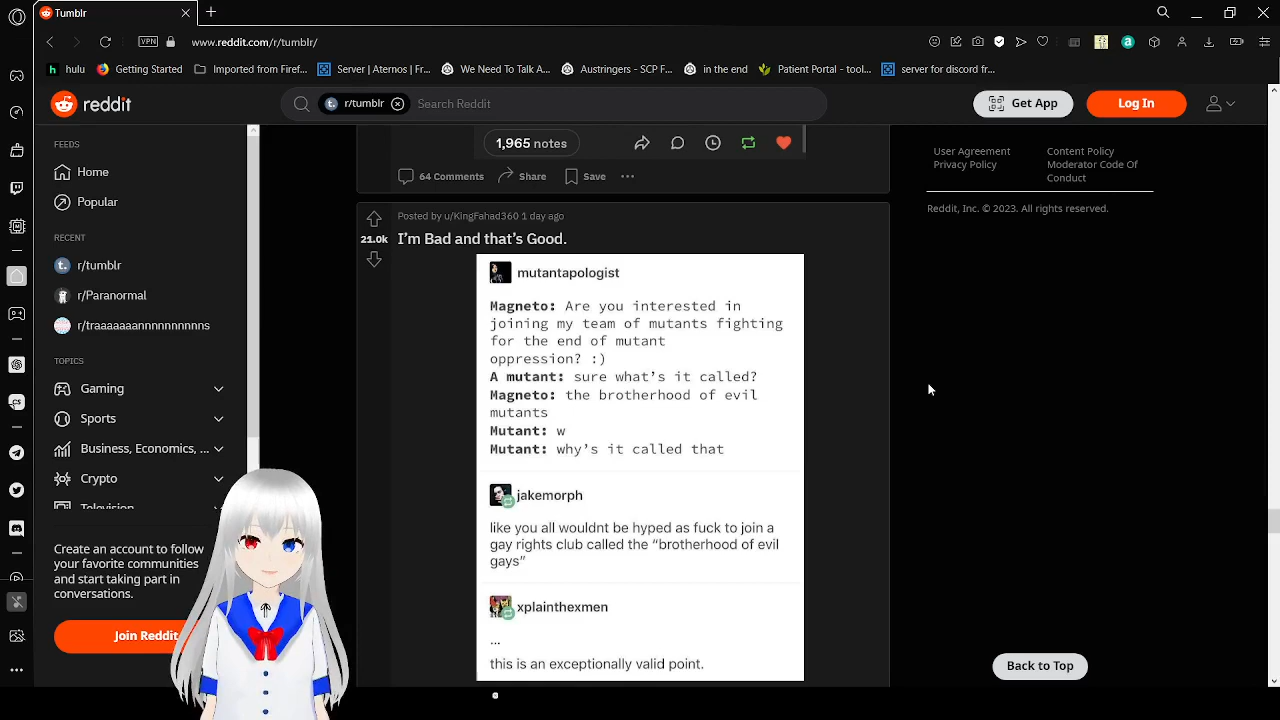 Tumblr
www.reddit.com/r/tumblr/
VPN
hulu
Getting Started
Imported from Firef...
Server | Aternos | Fr...
We Need To Talk A...
Austringers - SCP F...
in the end
Patient Portal - tool...
server for discord fr...
reddit
r/tumblr
Search Reddit
Get App
Log In
FEEDS
Home
Popular
RECENT
r/tumblr
r/Paranormal
r/traaaaaaannnnnnnnnns
TOPICS
Gaming
Sports
Business, Economics, ...
Crypto
Television
Create an account to follow
your favorite communities
and start taking part in
conversations.
Join Reddit
1,965 notes
64 Comments
Share
Save
Posted by u/KingFahad360 1 day ago
21.0k
I'm Bad and that's Good.
mutantapologist
Magneto: Are you interested in
joining my team of mutants fighting
for the end of mutant
oppression? :)
A mutant: sure what's it called?
Magneto: the brotherhood of evil
mutants
Mutant: w
Mutant: why's it called that
jakemorph
like you all wouldnt be hyped as fuck to join a
gay rights club called the "brotherhood of evil
gays"
xplainthexmen
...
this is an exceptionally valid point.
User Agreement
Privacy Policy
Content Policy
Moderator Code Of
Conduct
Reddit, Inc. © 2023. All rights reserved.
Back to Top